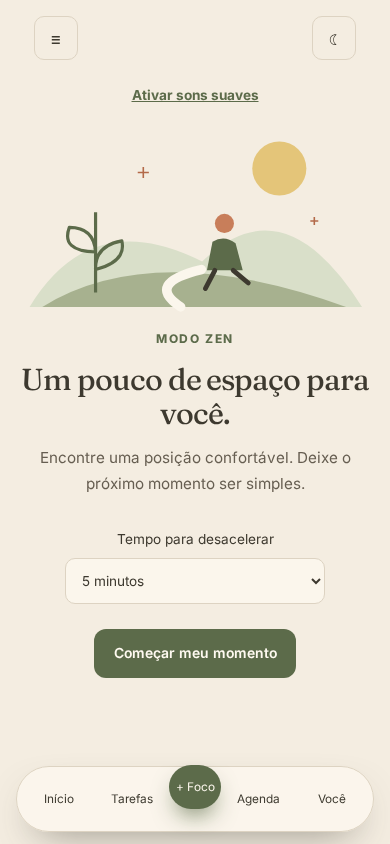 Ativar sons suaves
MODO ZEN
Um pouco de espaço para
você.
Encontre uma posição confortável. Deixe o
próximo momento ser simples.
Tempo para desacelerar
5 minutos
Começar meu momento
Início
Tarefas
+ Foco
Agenda
Você